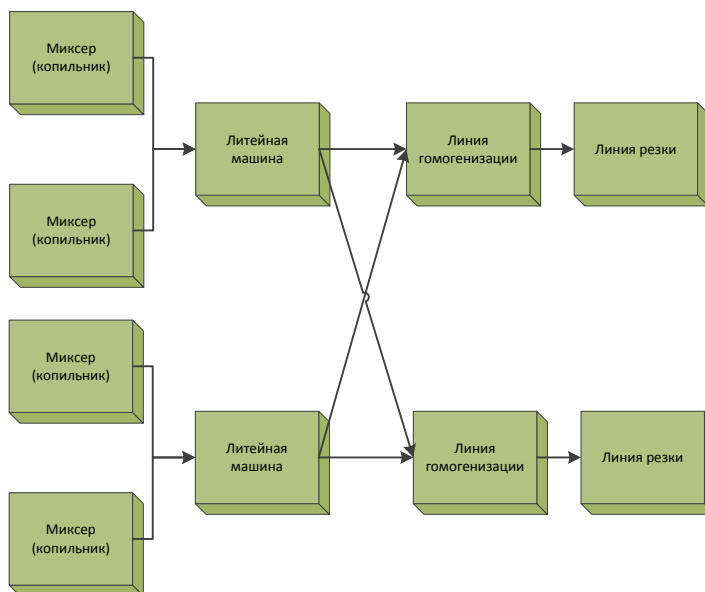 Миксер
(копильник)
Литейная
машина
Линия
гомогенизации
Линия резки
Миксер
(копильник)
Миксер
(копильник)
Литейная
машина
Линия
гомогенизации
Линия резки
Миксер
(копильник)